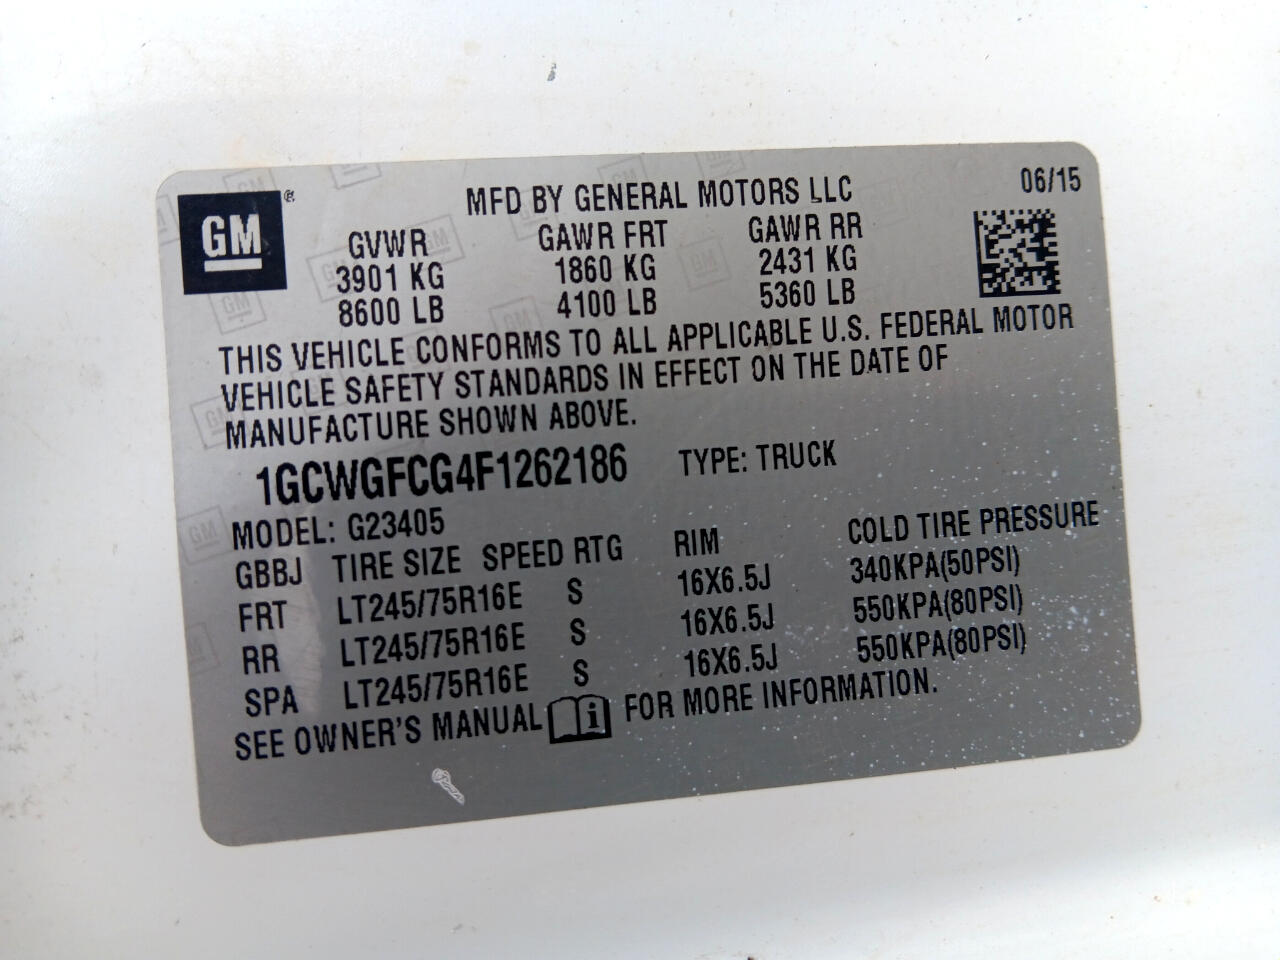 GM
MFD BY GENERAL MOTORS LLC
06/15
GVWR GAWR FRT GAWR RR
3901 KG 1860 KG 2431 KG
8600 LB 4100 LB 5360 LB
THIS VEHICLE CONFORMS TO ALL APPLICABLE U.S. FEDERAL MOTOR
VEHICLE SAFETY STANDARDS IN EFFECT ON THE DATE OF
MANUFACTURE SHOWN ABOVE.
1GCWGFCG4F1262186 TYPE: TRUCK
MODEL: G23405
GBBJ TIRE SIZE SPEED RTG RIM COLD TIRE PRESSURE
FRT LT245/75R16E S 16X6.5J 340KPA(50PSI)
RR LT245/75R16E S 16X6.5J 550KPA(80PSI)
SPA LT245/75R16E S 16X6.5J 550KPA(80PSI)
SEE OWNER'S MANUAL i FOR MORE INFORMATION.